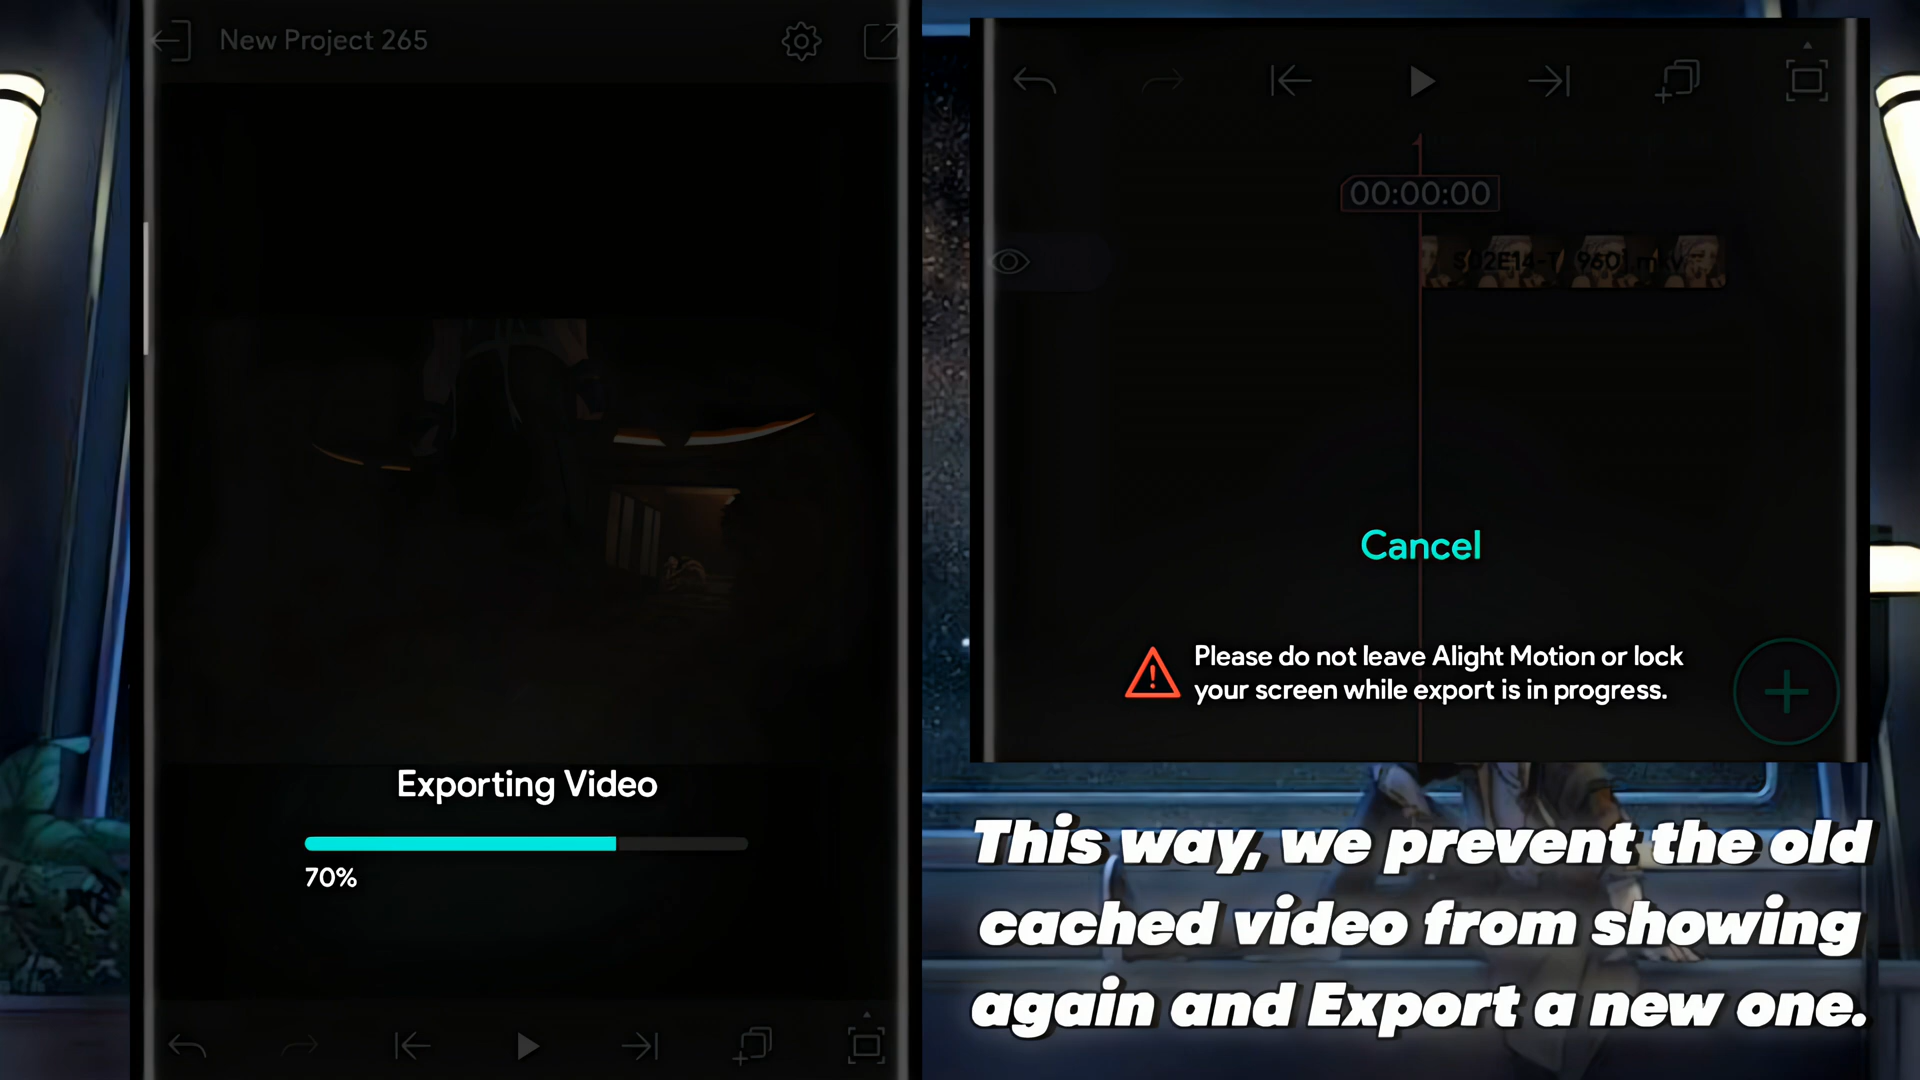 New Project 265
Exporting Video
70%
00:00:00
S02E14-
960
Cancel
Please do not leave Alight Motion or lock
your screen while export is in progress.
This way, we prevent the old
cached video from showing
again and Export a new one.